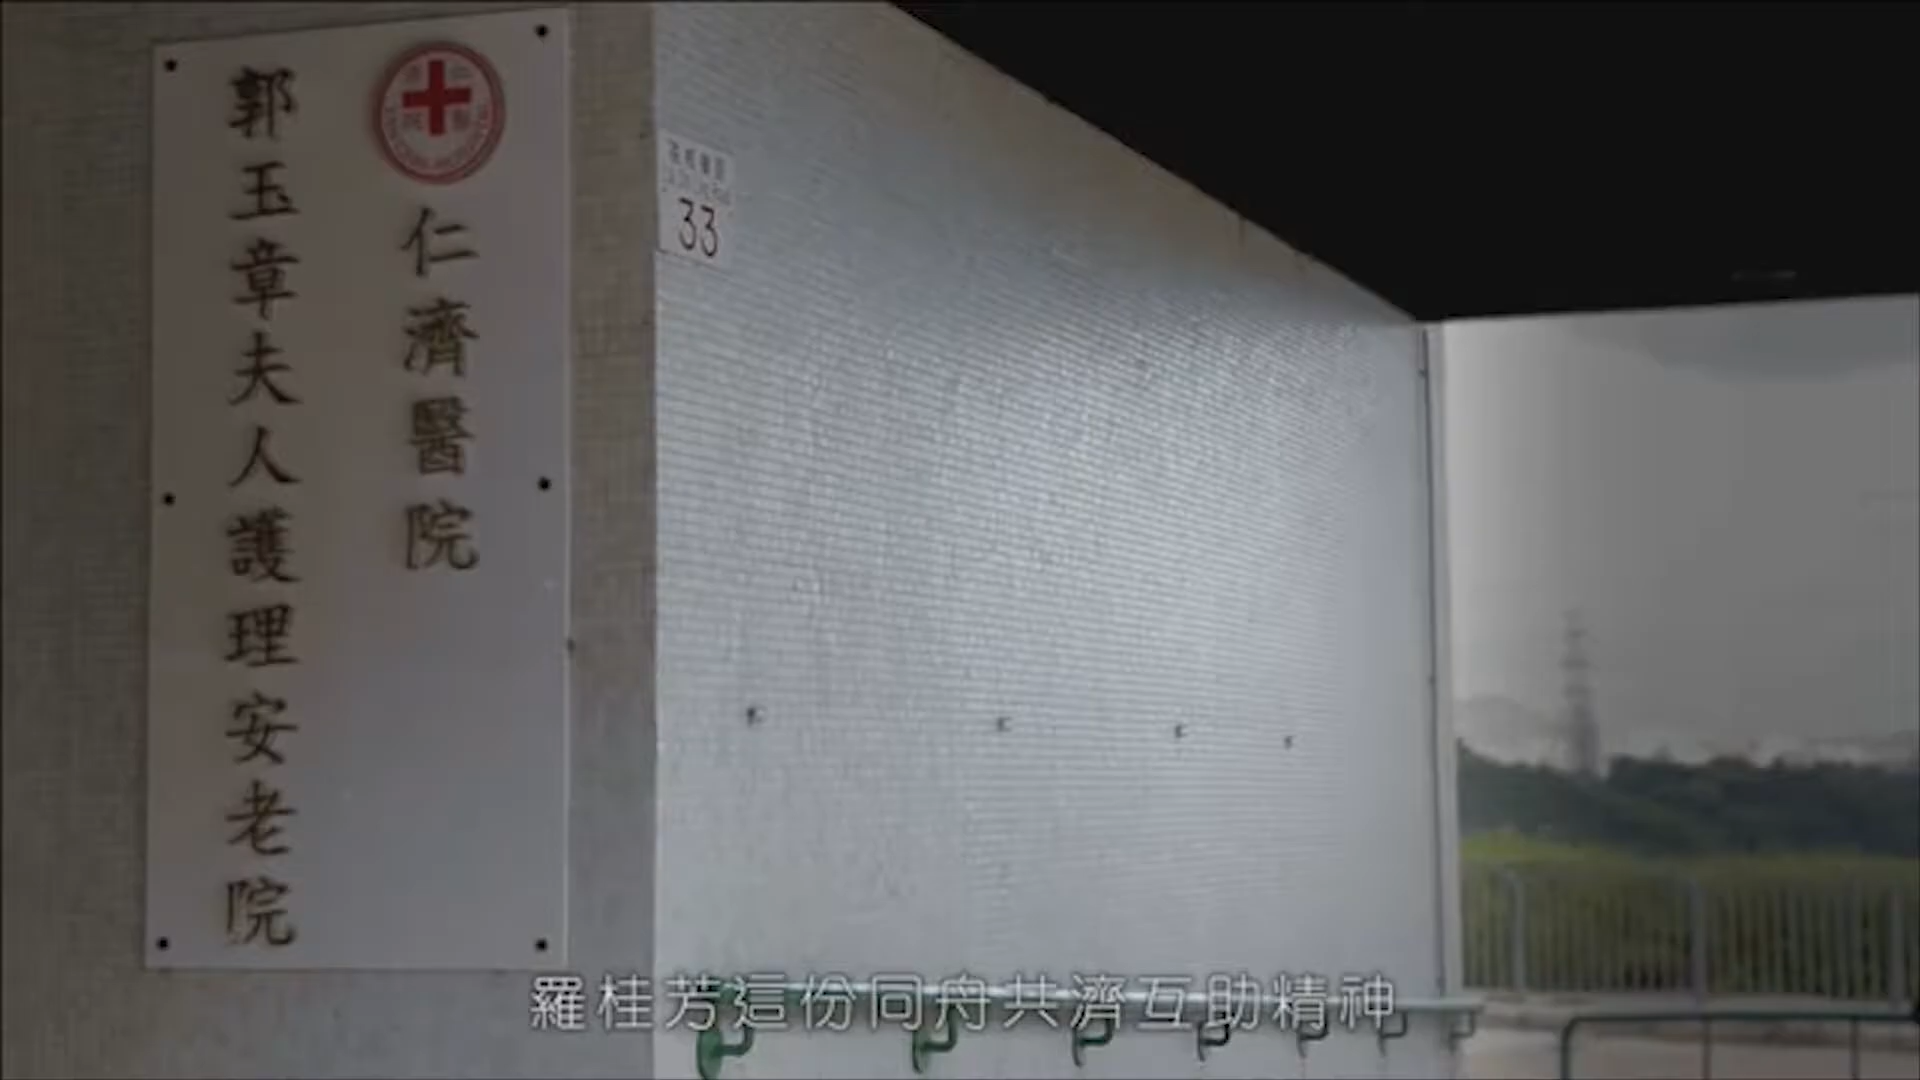 仁濟醫院
郭玉章夫人護理安老院
33
羅桂芳這份同舟共濟互助精神